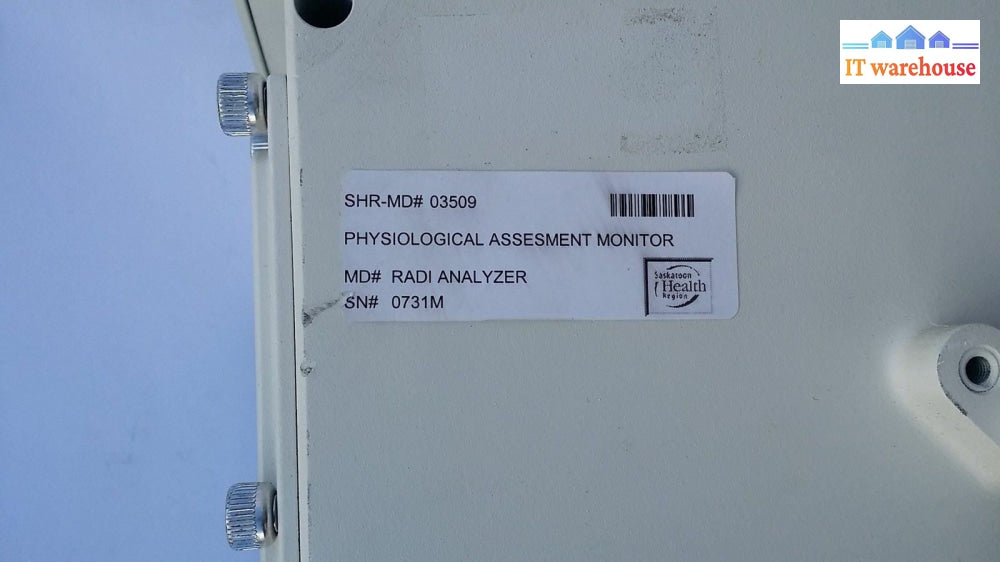 IT warehouse
SHR-MD# 03509
PHYSIOLOGICAL ASSESMENT MONITOR
MD# RADI ANALYZER
SN# 0731M
Saskatoon
Health
Region